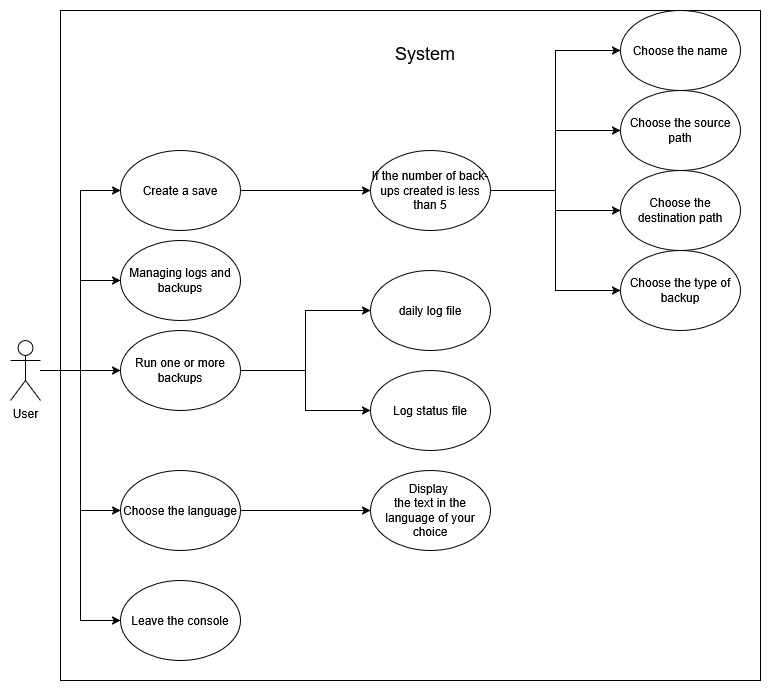 System
Choose the name
Choose the source
path
Create a save
If the number of back-
ups created is less
than 5
Choose the
destination path
Managing logs and
backups
Choose the type of
backup
daily log file
Run one or more
backups
User
Log status file
Choose the language
Display
the text in the
language of your
choice
Leave the console